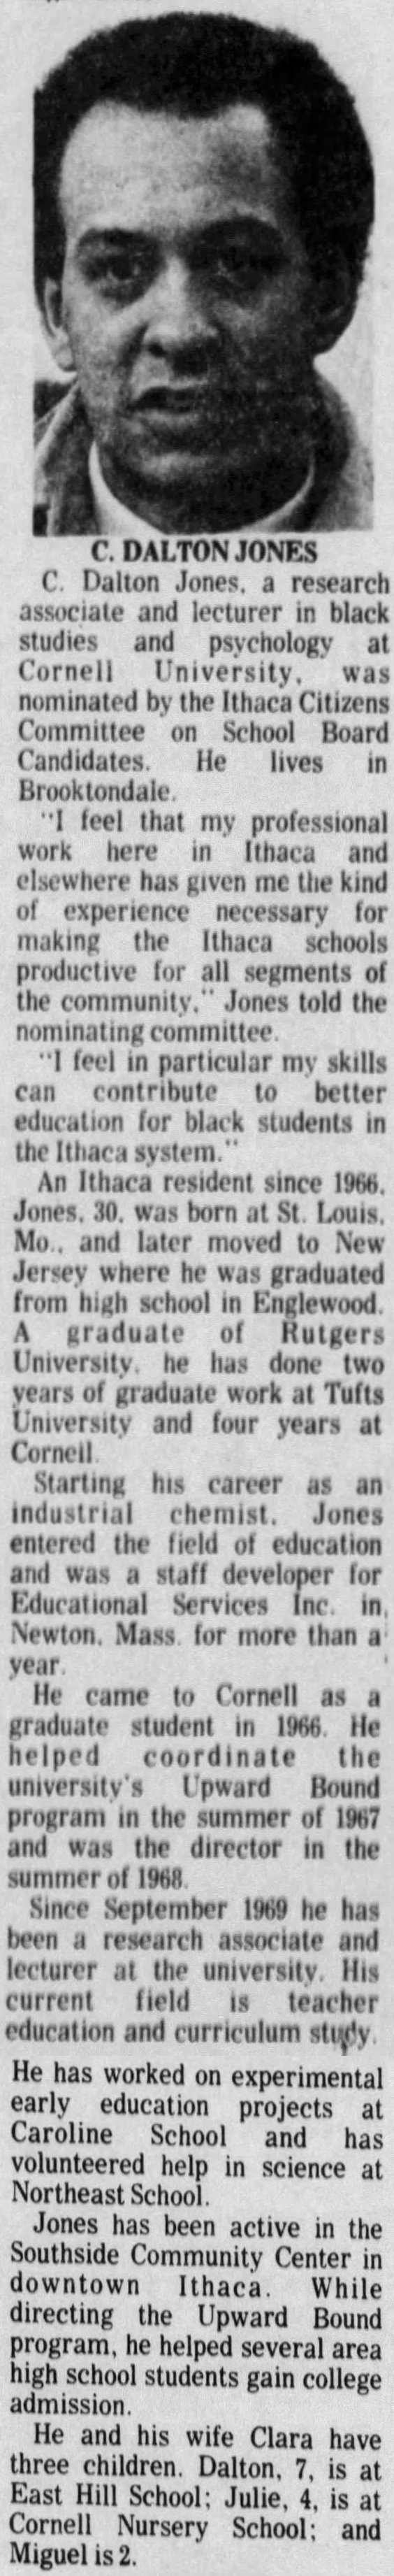 C. DALTON JONES
C. Dalton Jones, a research
associate and lecturer in black
studies and psychology at
Cornell University, was
nominated by the Ithaca Citizens
Committee on School Board
Candidates. He lives in
Brooktondale.
"I feel that my professional
work here in Ithaca and
elsewhere has given me the kind
of experience necessary for
making the Ithaca schools
productive for all segments of
the community," Jones told the
nominating committee.
"I feel in particular my skills
can contribute to better
education for black students in
the Ithaca system."
An Ithaca resident since 1966,
Jones, 30, was born at St. Louis,
Mo., and later moved to New
Jersey where he was graduated
from high school in Englewood.
A graduate of Rutgers
University, he has done two
years of graduate work at Tufts
University and four years at
Cornell.
Starting his career as an
industrial chemist, Jones
entered the field of education
and was a staff developer for
Educational Services Inc. in
Newton, Mass. for more than a
year.
He came to Cornell as a
graduate student in 1966. He
helped coordinate the
university's Upward Bound
program in the summer of 1967
and was the director in the
summer of 1968.
Since September 1969 he has
been a research associate and
lecturer at the university. His
current field is teacher
education and curriculum study.
He has worked on experimental
early education projects at
Caroline School and has
volunteered help in science at
Northeast School.
Jones has been active in the
Southside Community Center in
downtown Ithaca. While
directing the Upward Bound
program, he helped several area
high school students gain college
admission.
He and his wife Clara have
three children. Dalton, 7, is at
East Hill School; Julie, 4, is at
Cornell Nursery School; and
Miguel is 2.